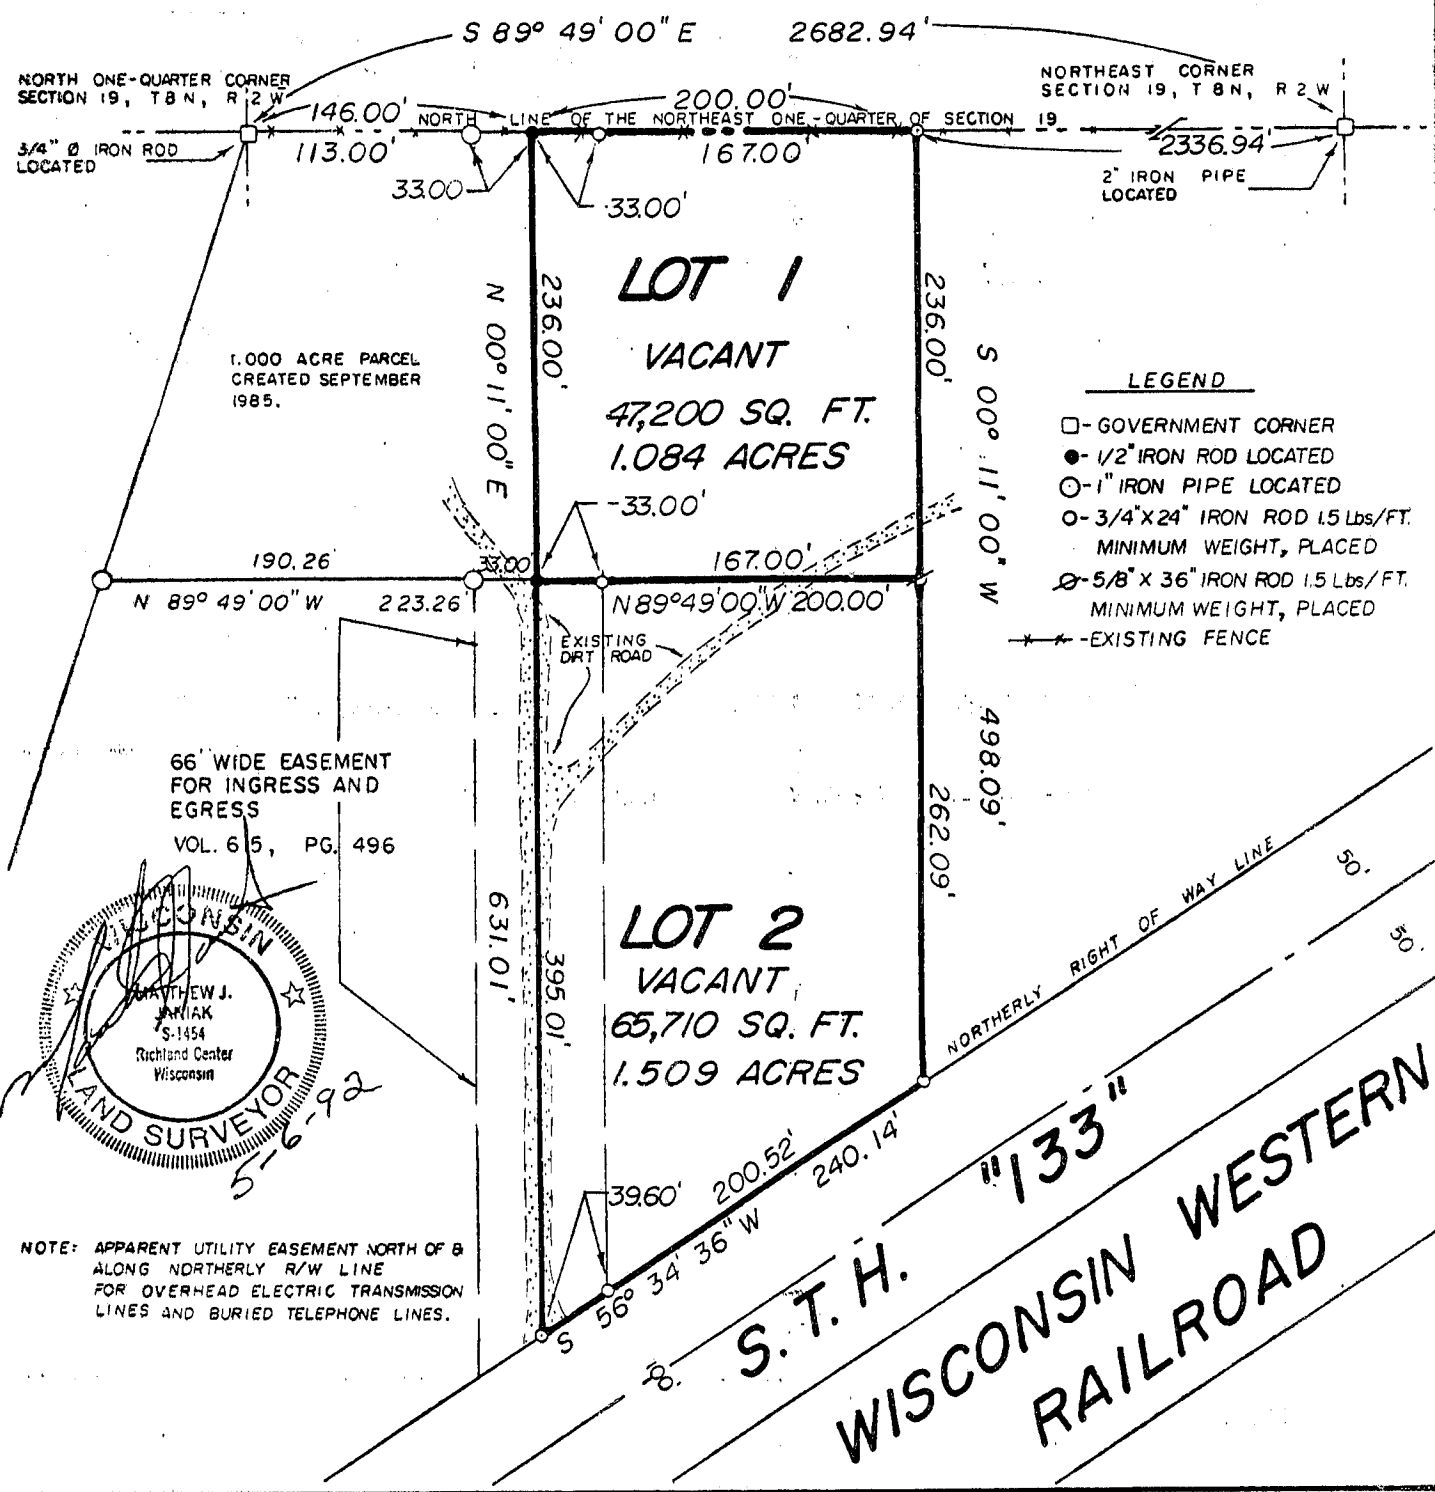 S 89° 49' 00" E 2682.94'
NORTH ONE-QUARTER CORNER
SECTION 19, T 8 N, R 2 W
NORTHEAST CORNER
SECTION 19, T 8 N, R 2 W
146.00'
200.00'
NORTH LINE OF THE NORTHEAST ONE-QUARTER OF SECTION 19
3/4" Ø IRON ROD
LOCATED
113.00'
167.00'
2336.94'
33.00'
33.00'
2" IRON PIPE
LOCATED
LOT 1
VACANT
47,200 SQ. FT.
1.084 ACRES
N 00° 11' 00" E
236.00'
236.00'
S 00° 11' 00" W
1.000 ACRE PARCEL
CREATED SEPTEMBER
1985.
LEGEND
□- GOVERNMENT CORNER
●- 1/2" IRON ROD LOCATED
○- 1" IRON PIPE LOCATED
○- 3/4" X 24" IRON ROD 1.5 Lbs/FT.
MINIMUM WEIGHT, PLACED
Ø- 5/8" X 36" IRON ROD 1.5 Lbs/FT.
MINIMUM WEIGHT, PLACED
-EXISTING FENCE
33.00'
190.26
33.00'
167.00'
N 89° 49' 00" W 223.26'
N 89° 49' 00" W 200.00'
EXISTING
DIRT ROAD
498.09'
262.09'
66' WIDE EASEMENT
FOR INGRESS AND
EGRESS
VOL. 6 5, PG. 496
631.01'
395.01'
LOT 2
VACANT
65,710 SQ. FT.
1.509 ACRES
NORTHERLY RIGHT OF WAY LINE
50'
50'
WISCONSIN
MATTHEW J.
JANIAK
S-1454
Richland Center
Wisconsin
LAND SURVEYOR
5-6-92
39.60'
200.52'
240.14'
S 56° 34' 36" W
S. T. H. "133"
WISCONSIN WESTERN
RAILROAD
NOTE: APPARENT UTILITY EASEMENT NORTH OF &
ALONG NORTHERLY R/W LINE
FOR OVERHEAD ELECTRIC TRANSMISSION
LINES AND BURIED TELEPHONE LINES.